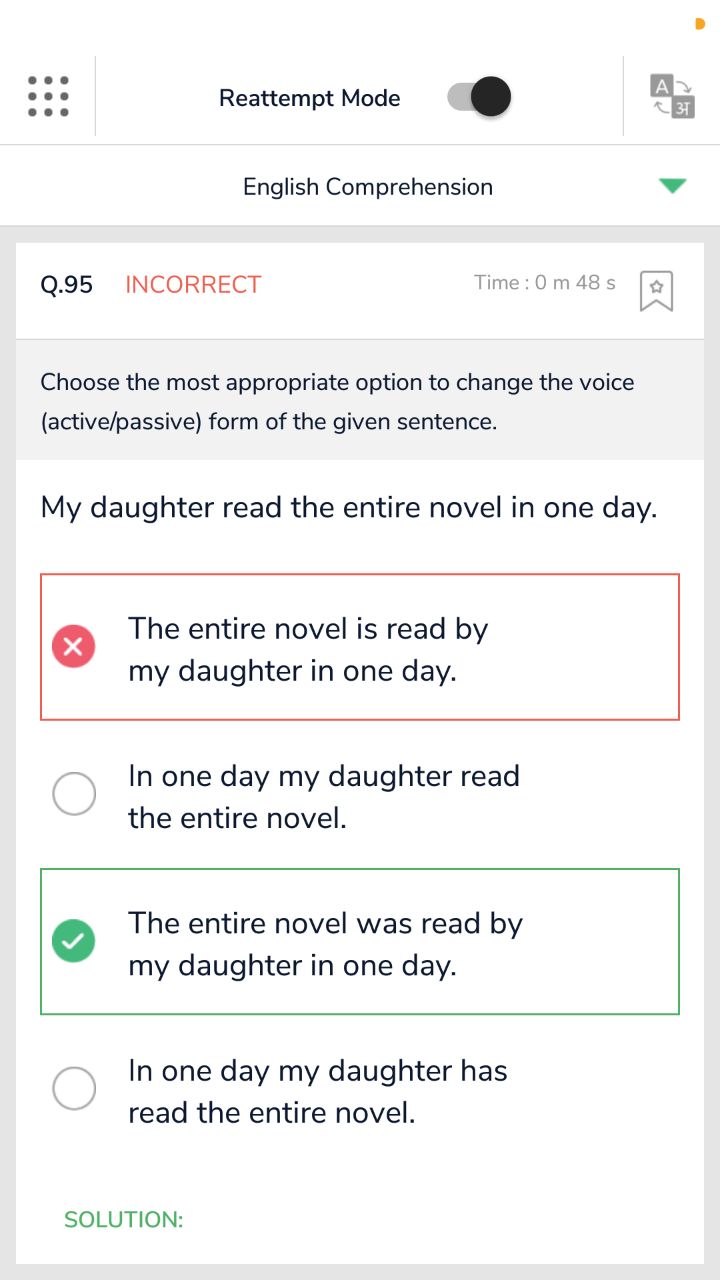 Reattempt Mode
A
अ
English Comprehension
Q.95 INCORRECT Time : 0 m 48 s
Choose the most appropriate option to change the voice
(active/passive) form of the given sentence.
My daughter read the entire novel in one day.
The entire novel is read by
my daughter in one day.
In one day my daughter read
the entire novel.
The entire novel was read by
my daughter in one day.
In one day my daughter has
read the entire novel.
SOLUTION: